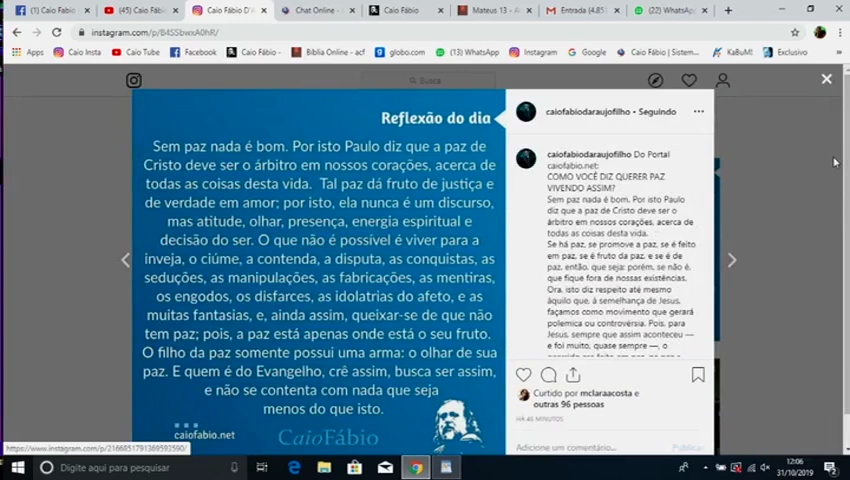 (1) Caio Fábio
(45) Caio Fábio
Caio Fábio D'A
Chat Online -
Caio Fábio
Mateus 13 - A
Entrada (4.85
(22) WhatsApp
instagram.com/p/B4SSbwxA0hR/
Apps
Caio Insta
Caio Tube
Facebook
Caio Fábio -
Bíblia Online - acf
globo.com
(13) WhatsApp
Instagram
Google
Caio Fábio | Sistem...
KaBuM!
Exclusivo
Busca
Reflexão do dia
Sem paz nada é bom. Por isto Paulo diz que a paz de
Cristo deve ser o árbitro em nossos corações, acerca de
todas as coisas desta vida. Tal paz dá fruto de justiça e
de verdade em amor; por isto, ela nunca é um discurso,
mas atitude, olhar, presença, energia espiritual e
decisão do ser. O que não é possível é viver para a
inveja, o ciúme, a contenda, a disputa, as conquistas, as
seduções, as manipulações, as fabricações, as mentiras,
os engodos, os disfarces, as idolatrias do afeto, e as
muitas fantasias, e, ainda assim, queixar-se de que não
tem paz; pois, a paz está apenas onde está o seu fruto.
O filho da paz somente possui uma arma: o olhar de sua
paz. E quem é do Evangelho, crê assim, busca ser assim,
e não se contenta com nada que seja
menos do que isto.
caiofabio.net
CaioFábio
caiofabiodaraujofilho • Seguindo
caiofabiodaraujofilho Do Portal
caiofabio.net:
COMO VOCÊ DIZ QUERER PAZ
VIVENDO ASSIM?
Sem paz nada é bom. Por isto Paulo
diz que a paz de Cristo deve ser o
árbitro em nossos corações, acerca de
todas as coisas desta vida.
Se há paz, se promove a paz, se é feito
em paz, se é fruto da paz, e se é de
paz, então, que seja; porém, se não é,
que fique fora de nossas existências.
Ora, isto diz respeito até mesmo
àquilo que, à semelhança de Jesus,
façamos como movimento que gerará
polemica ou controvérsia. Pois, para
Jesus, sempre que assim aconteceu —
e foi muito, quase sempre —, o
Curtido por mclaraacosta e
outras 96 pessoas
HÁ 45 MINUTOS
Adicione um comentário...
Publicar
https://www.instagram.com/p/2166851791369593590/
Digite aqui para pesquisar
12:06
31/10/2019